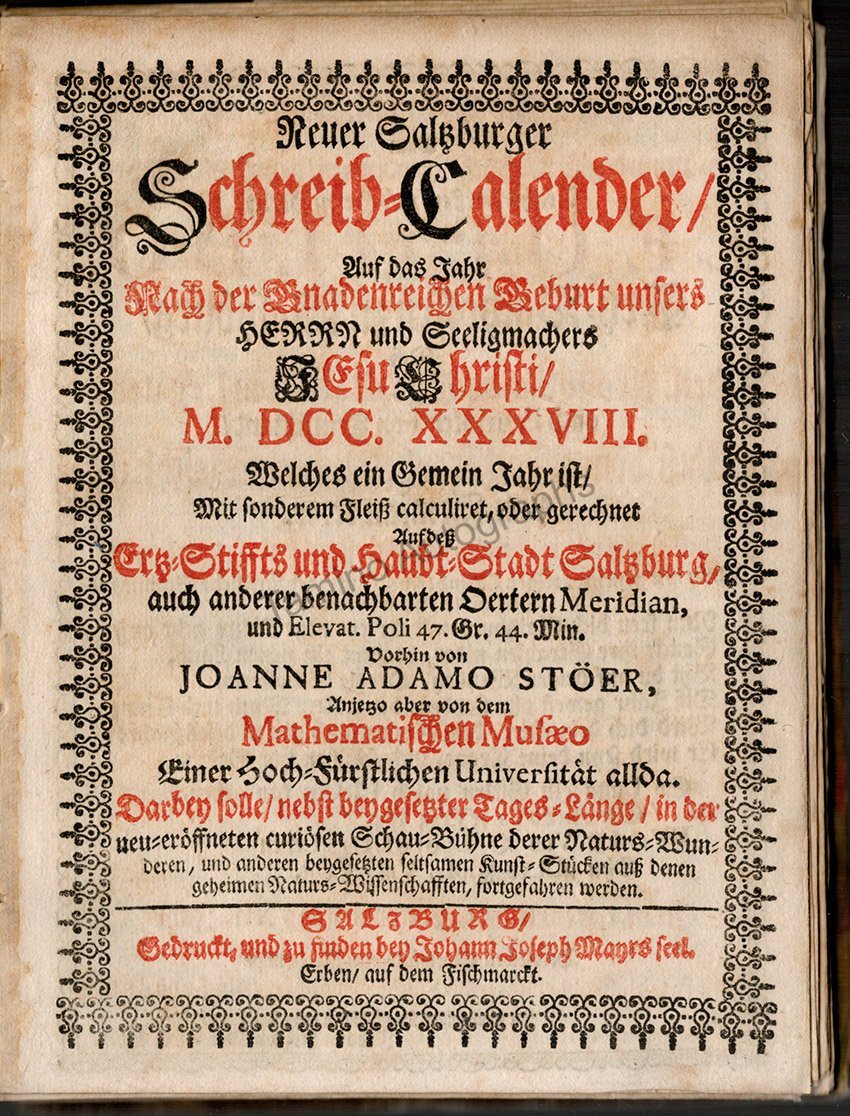 Neuer Saltzburger
Schreib-Calender/
Auf das Jahr
Nach der Gnadenreichen Geburt unsers
HERRN und Seeligmachers
JEsu Christi/
M. DCC. XXXVIII.
Welches ein Gemein Jahr ist/
Mit sonderem Fleiß calculiret, oder gerechnet
Auf deß
Ertz-Stiffts und Haubt-Stadt Saltzburg,
auch anderer benachbarten Oertern Meridian,
und Elevat. Poli 47. Gr. 44. Min.
Vorhin von
JOANNE ADAMO STÖER,
Anjetzo aber von dem
Mathematischen Musæo
Einer Hoch-Fürstlichen Universität allda.
Darbey solle/ nebst beygesetzter Tages-Länge/ in der
neu-eröffneten curiösen Schau-Bühne derer Naturs-Wun-
deren, und anderen beygesetzten seltsamen Kunst-Stücken auß denen
geheimen Naturs-Wissenschafften, fortgefahren werden.
SALZBURG/
Gedruckt, und zu finden bey Johann Joseph Mayrs seel.
Erben/ auf dem Fischmarckt.
tamino autographs